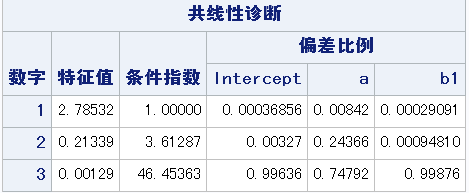 共线性诊断
偏差比例
数字 特征值 条件指数 Intercept a b1
1 2.78532 1.00000 0.00036856 0.00842 0.00029091
2 0.21339 3.61287 0.00327 0.24366 0.00094810
3 0.00129 46.45363 0.99636 0.74792 0.99876